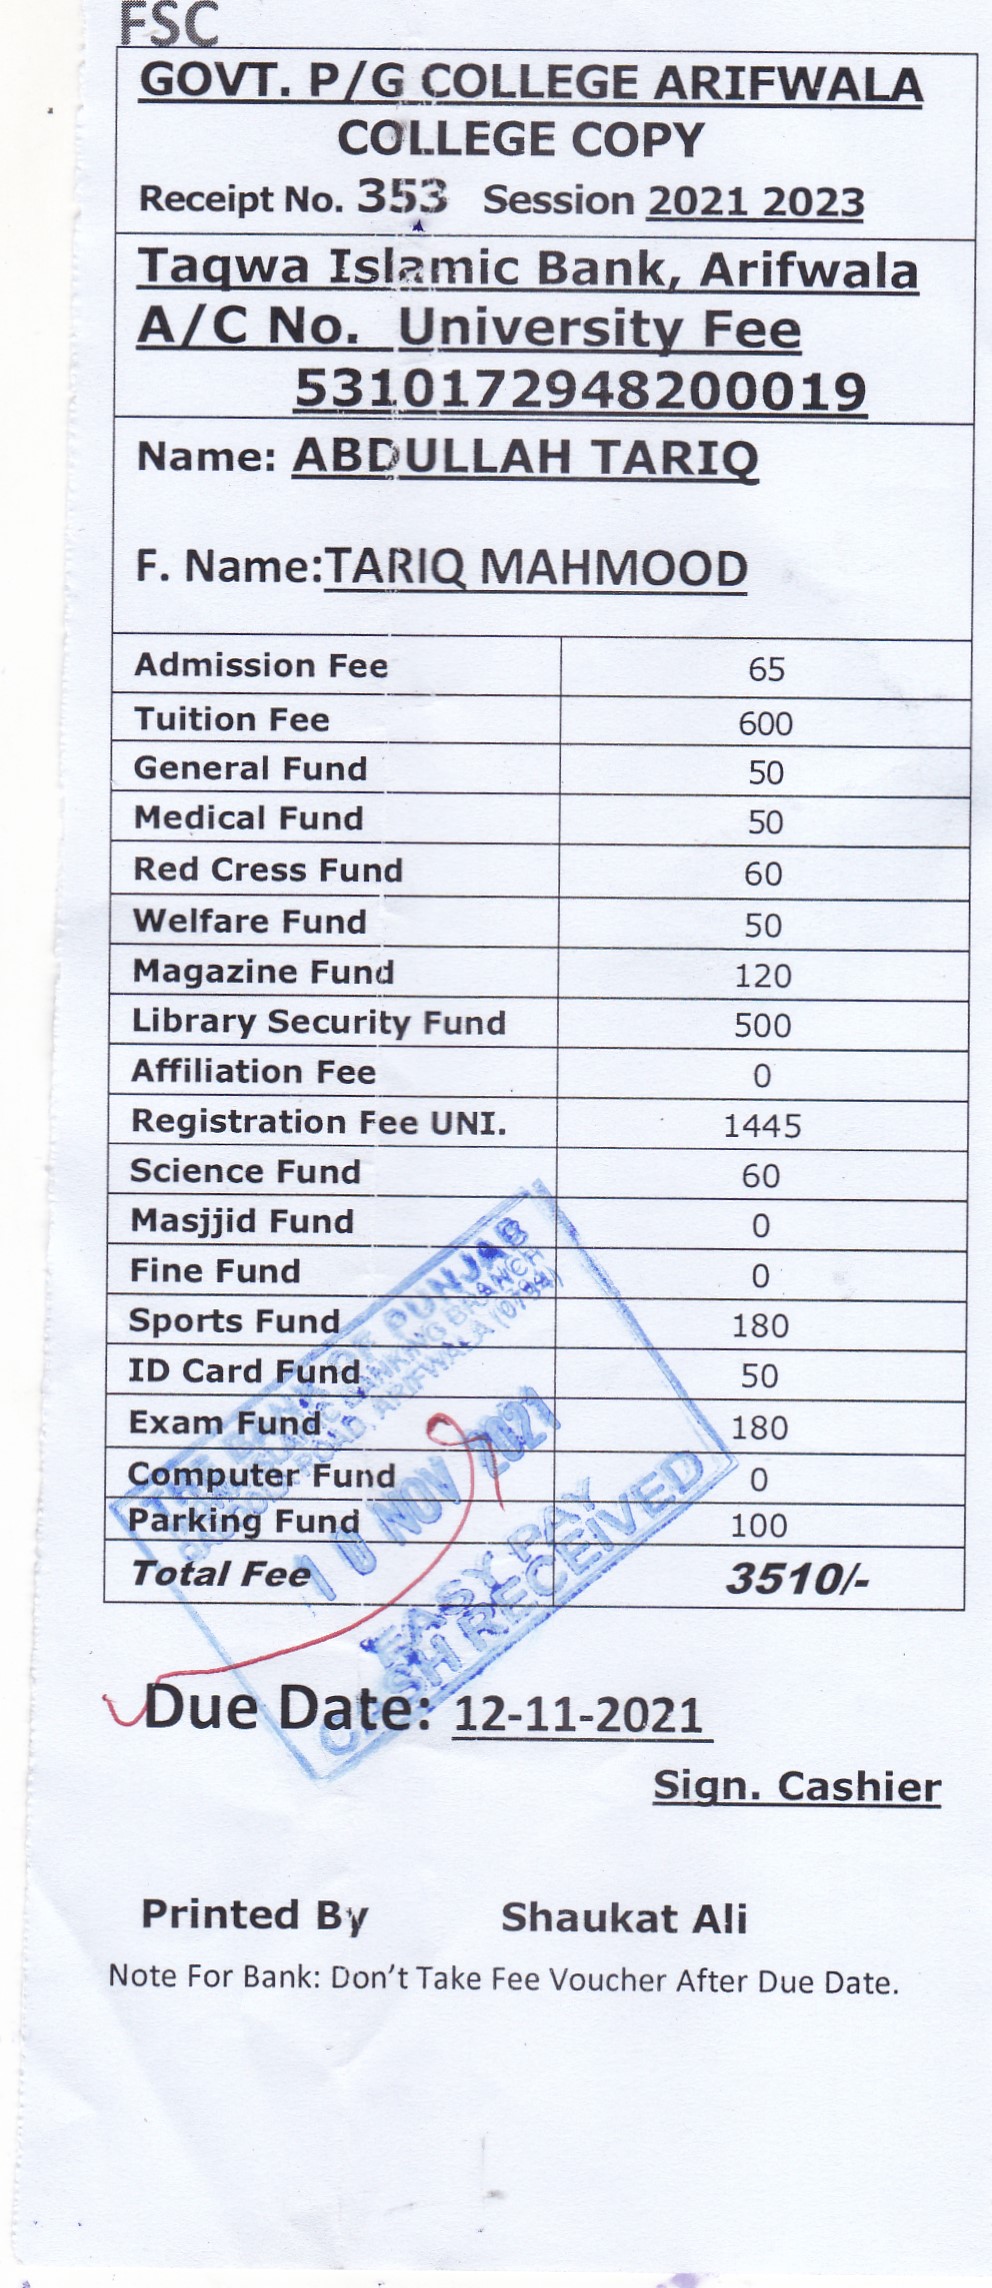 FSC
GOVT. P/G COLLEGE ARIFWALA
COLLEGE COPY
Receipt No. 353 Session 2021 2023
Taqwa Islamic Bank, Arifwala
A/C No. University Fee
5310172948200019
Name: ABDULLAH TARIQ
F. Name:TARIQ MAHMOOD
Admission Fee 65
Tuition Fee 600
General Fund 50
Medical Fund 50
Red Cress Fund 60
Welfare Fund 50
Magazine Fund 120
Library Security Fund 500
Affiliation Fee 0
Registration Fee UNI. 1445
Science Fund 60
Masjjid Fund 0
Fine Fund 0
Sports Fund 180
ID Card Fund 50
Exam Fund 180
Computer Fund 0
Parking Fund 100
Total Fee 3510/-
THE BANK OF PUNJAB
BANKING BRANCH
ARIFWALA (0784)
10 NOV 2021
EASY PAY
CASH RECEIVED
Due Date: 12-11-2021
Sign. Cashier
Printed By Shaukat Ali
Note For Bank: Don't Take Fee Voucher After Due Date.